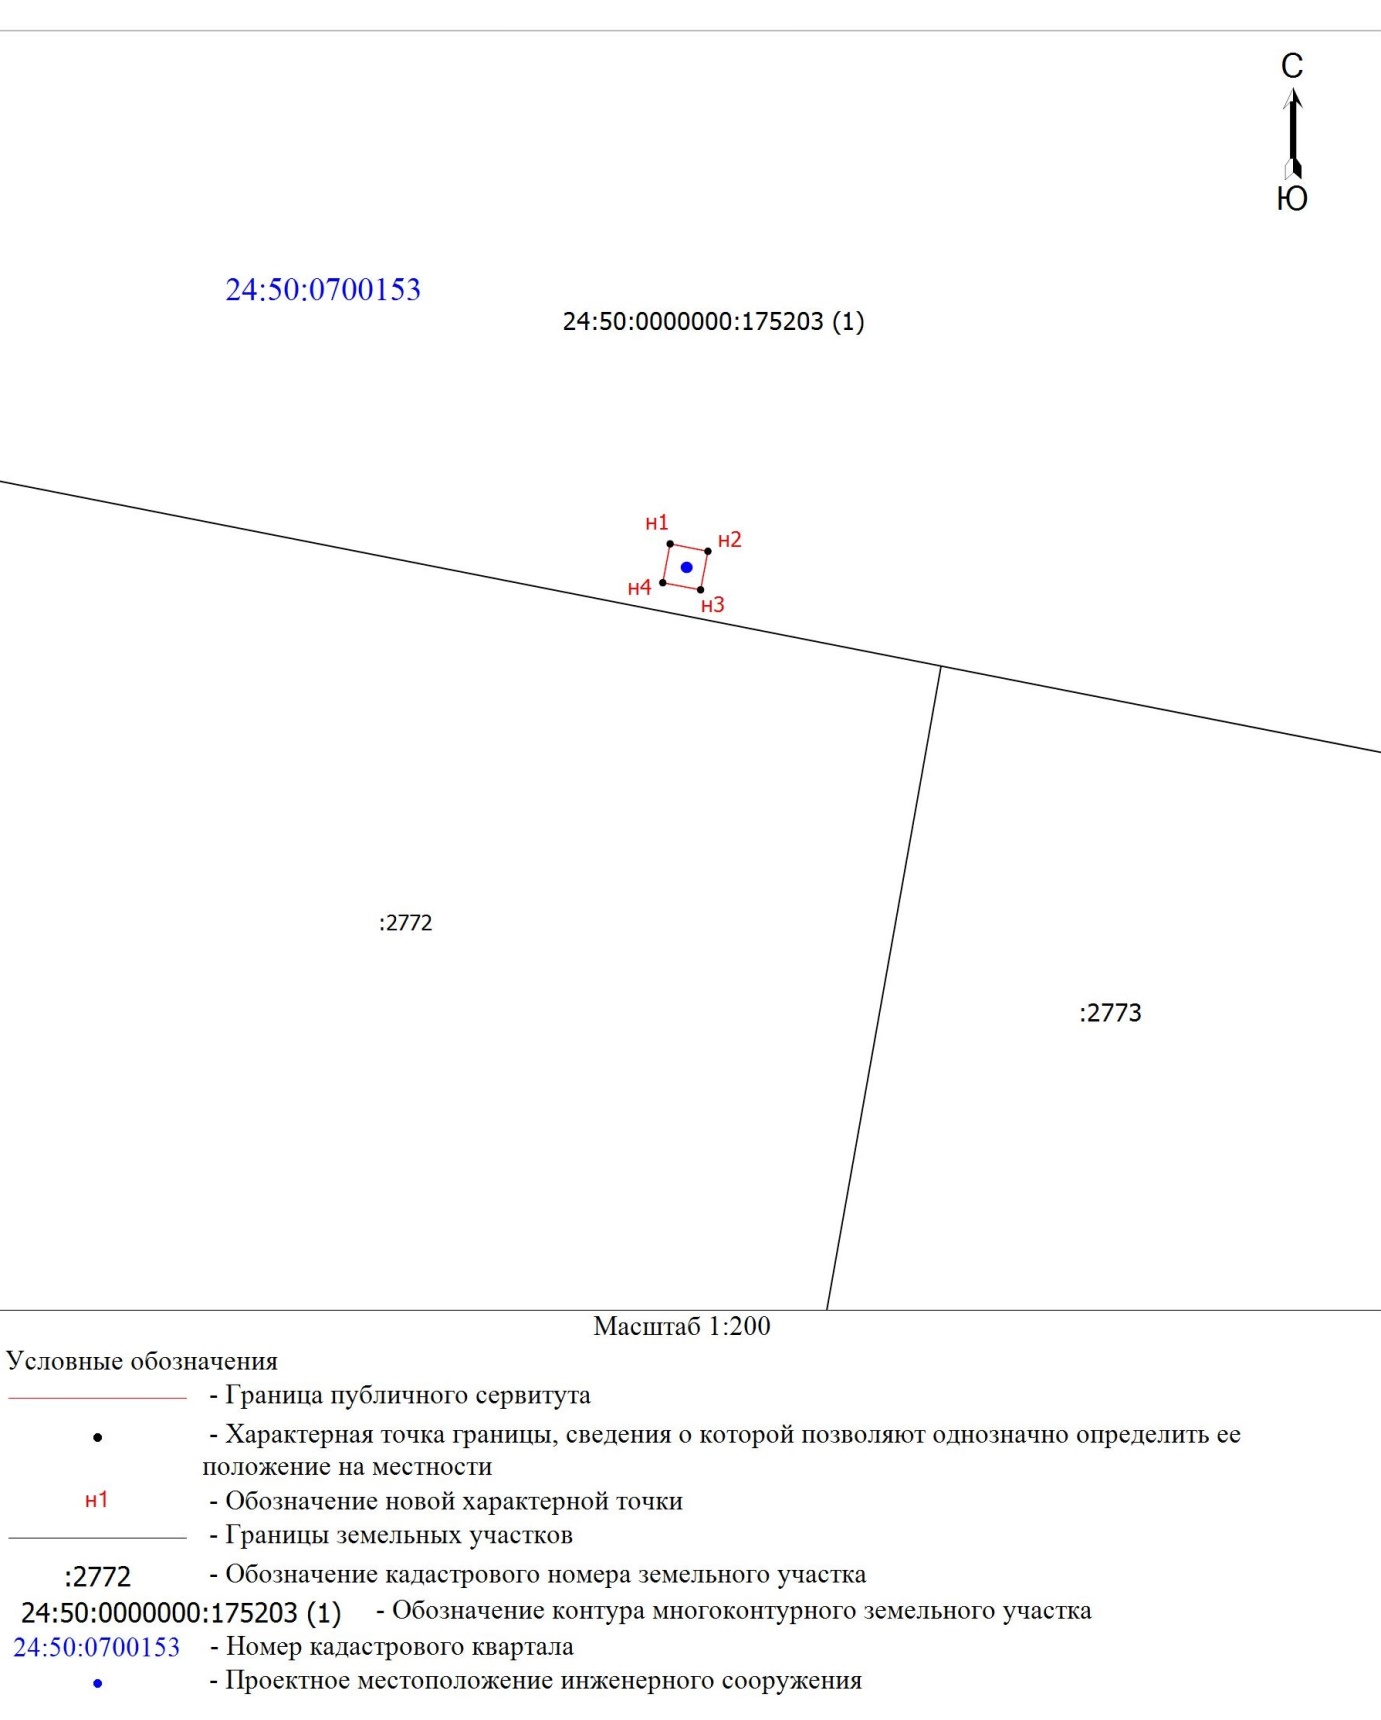 С
Ю
24:50:0700153
24:50:0000000:175203 (1)
н1
н2
н4
н3
:2772
:2773
Масштаб 1:200
Условные обозначения
- Граница публичного сервитута
- Характерная точка границы, сведения о которой позволяют однозначно определить ее
положение на местности
н1 - Обозначение новой характерной точки
- Границы земельных участков
:2772 - Обозначение кадастрового номера земельного участка
24:50:0000000:175203 (1) - Обозначение контура многоконтурного земельного участка
24:50:0700153 - Номер кадастрового квартала
- Проектное местоположение инженерного сооружения